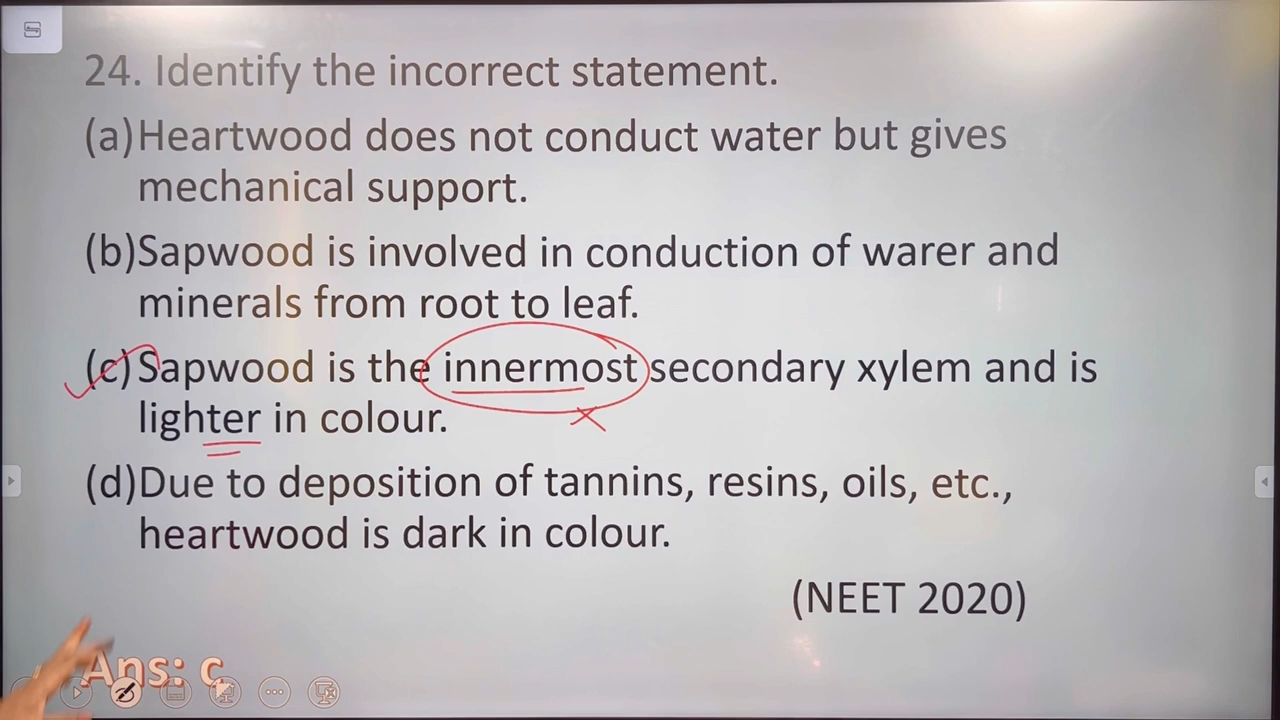 24. Identify the incorrect statement.
(a)Heartwood does not conduct water but gives
mechanical support.
(b)Sapwood is involved in conduction of warer and
minerals from root to leaf.
(c)Sapwood is the innermost secondary xylem and is
lighter in colour.
(d)Due to deposition of tannins, resins, oils, etc.,
heartwood is dark in colour.
(NEET 2020)
Ans: c